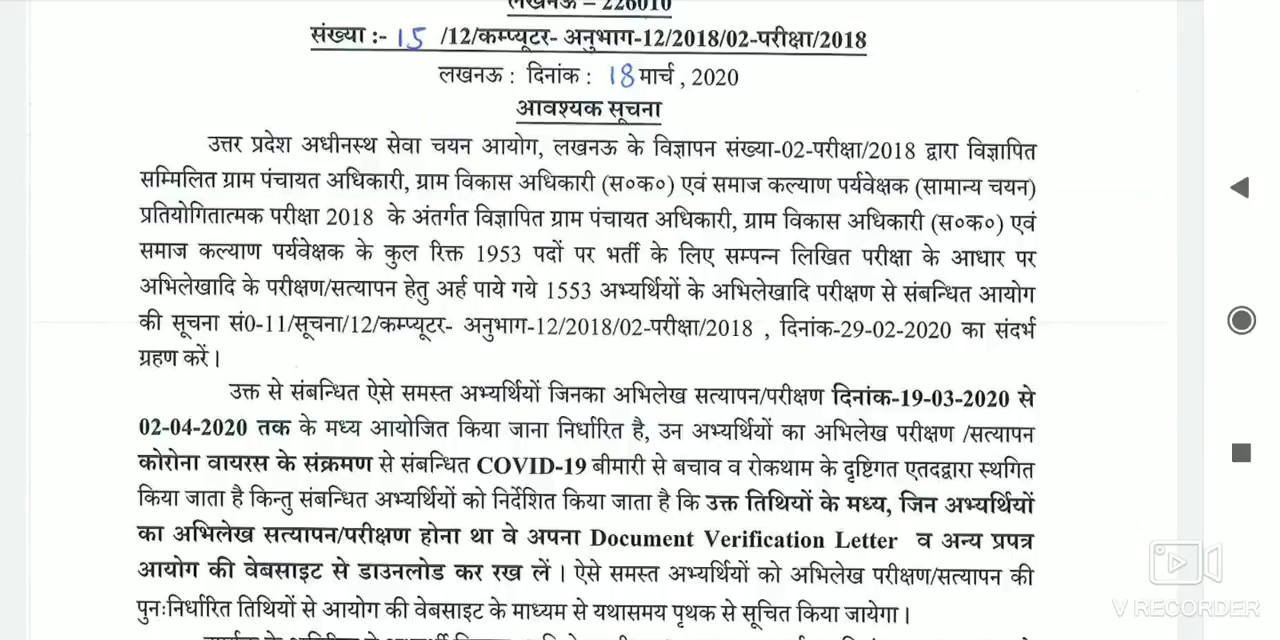 लखनऊ – 226010
संख्या :- 15 /12/कम्प्यूटर- अनुभाग-12/2018/02-परीक्षा/2018
लखनऊ : दिनांक : 18 मार्च , 2020
आवश्यक सूचना
उत्तर प्रदेश अधीनस्थ सेवा चयन आयोग, लखनऊ के विज्ञापन संख्या-02-परीक्षा/2018 द्वारा विज्ञापित
सम्मिलित ग्राम पंचायत अधिकारी, ग्राम विकास अधिकारी (स०क०) एवं समाज कल्याण पर्यवेक्षक (सामान्य चयन)
प्रतियोगितात्मक परीक्षा 2018 के अंतर्गत विज्ञापित ग्राम पंचायत अधिकारी, ग्राम विकास अधिकारी (स०क०) एवं
समाज कल्याण पर्यवेक्षक के कुल रिक्त 1953 पदों पर भर्ती के लिए सम्पन्न लिखित परीक्षा के आधार पर
अभिलेखादि के परीक्षण/सत्यापन हेतु अर्ह पाये गये 1553 अभ्यर्थियों के अभिलेखादि परीक्षण से संबन्धित आयोग
की सूचना सं0-11/सूचना/12/कम्प्यूटर- अनुभाग-12/2018/02-परीक्षा/2018 , दिनांक-29-02-2020 का संदर्भ
ग्रहण करें।
उक्त से संबन्धित ऐसे समस्त अभ्यर्थियों जिनका अभिलेख सत्यापन/परीक्षण दिनांक-19-03-2020 से
02-04-2020 तक के मध्य आयोजित किया जाना निर्धारित है, उन अभ्यर्थियों का अभिलेख परीक्षण /सत्यापन
कोरोना वायरस के संक्रमण से संबन्धित COVID-19 बीमारी से बचाव व रोकथाम के दृष्टिगत एतदद्वारा स्थगित
किया जाता है किन्तु संबन्धित अभ्यर्थियों को निर्देशित किया जाता है कि उक्त तिथियों के मध्य, जिन अभ्यर्थियों
का अभिलेख सत्यापन/परीक्षण होना था वे अपना Document Verification Letter व अन्य प्रपत्र
आयोग की वेबसाइट से डाउनलोड कर रख लें। ऐसे समस्त अभ्यर्थियों को अभिलेख परीक्षण/सत्यापन की
पुनःनिर्धारित तिथियों से आयोग की वेबसाइट के माध्यम से यथासमय पृथक से सूचित किया जायेगा।
V RECORDER